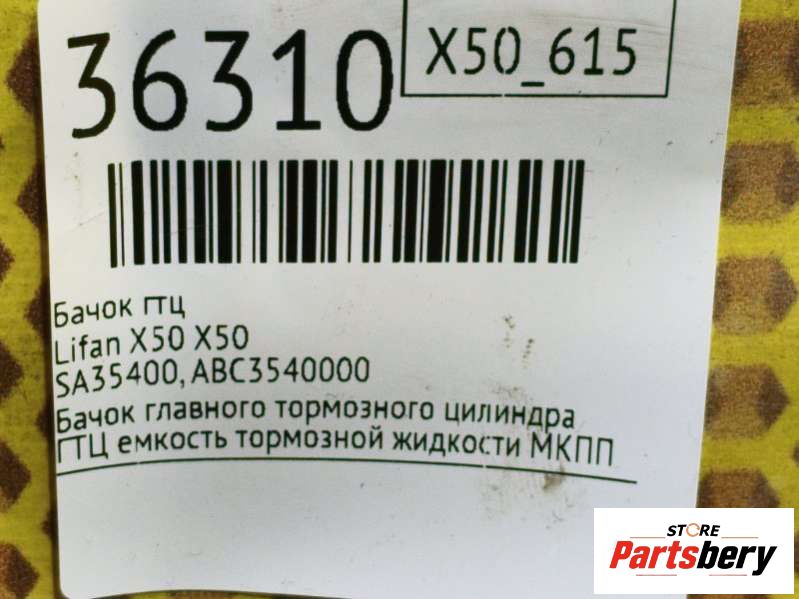 36310
X50_615
Бачок гтц
Lifan X50 X50
SA35400, ABC3540000
Бачок главного тормозного цилиндра
ГТЦ емкость тормозной жидкости МКПП
STORE
Partsbery